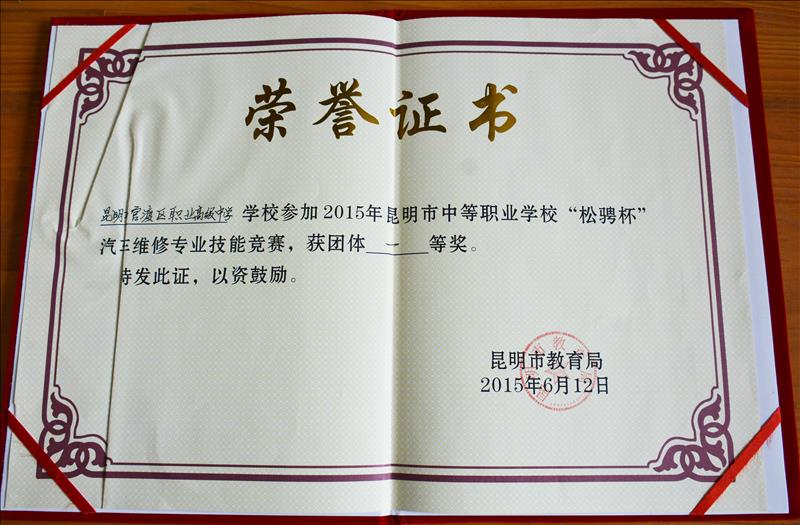 荣誉证书
昆明市官渡区职业高级中学 学校参加2015年昆明市中等职业学校“松骋杯”
汽车维修专业技能竞赛，获团体 一 等奖。
特发此证，以资鼓励。
昆明市教育局
2015年6月12日